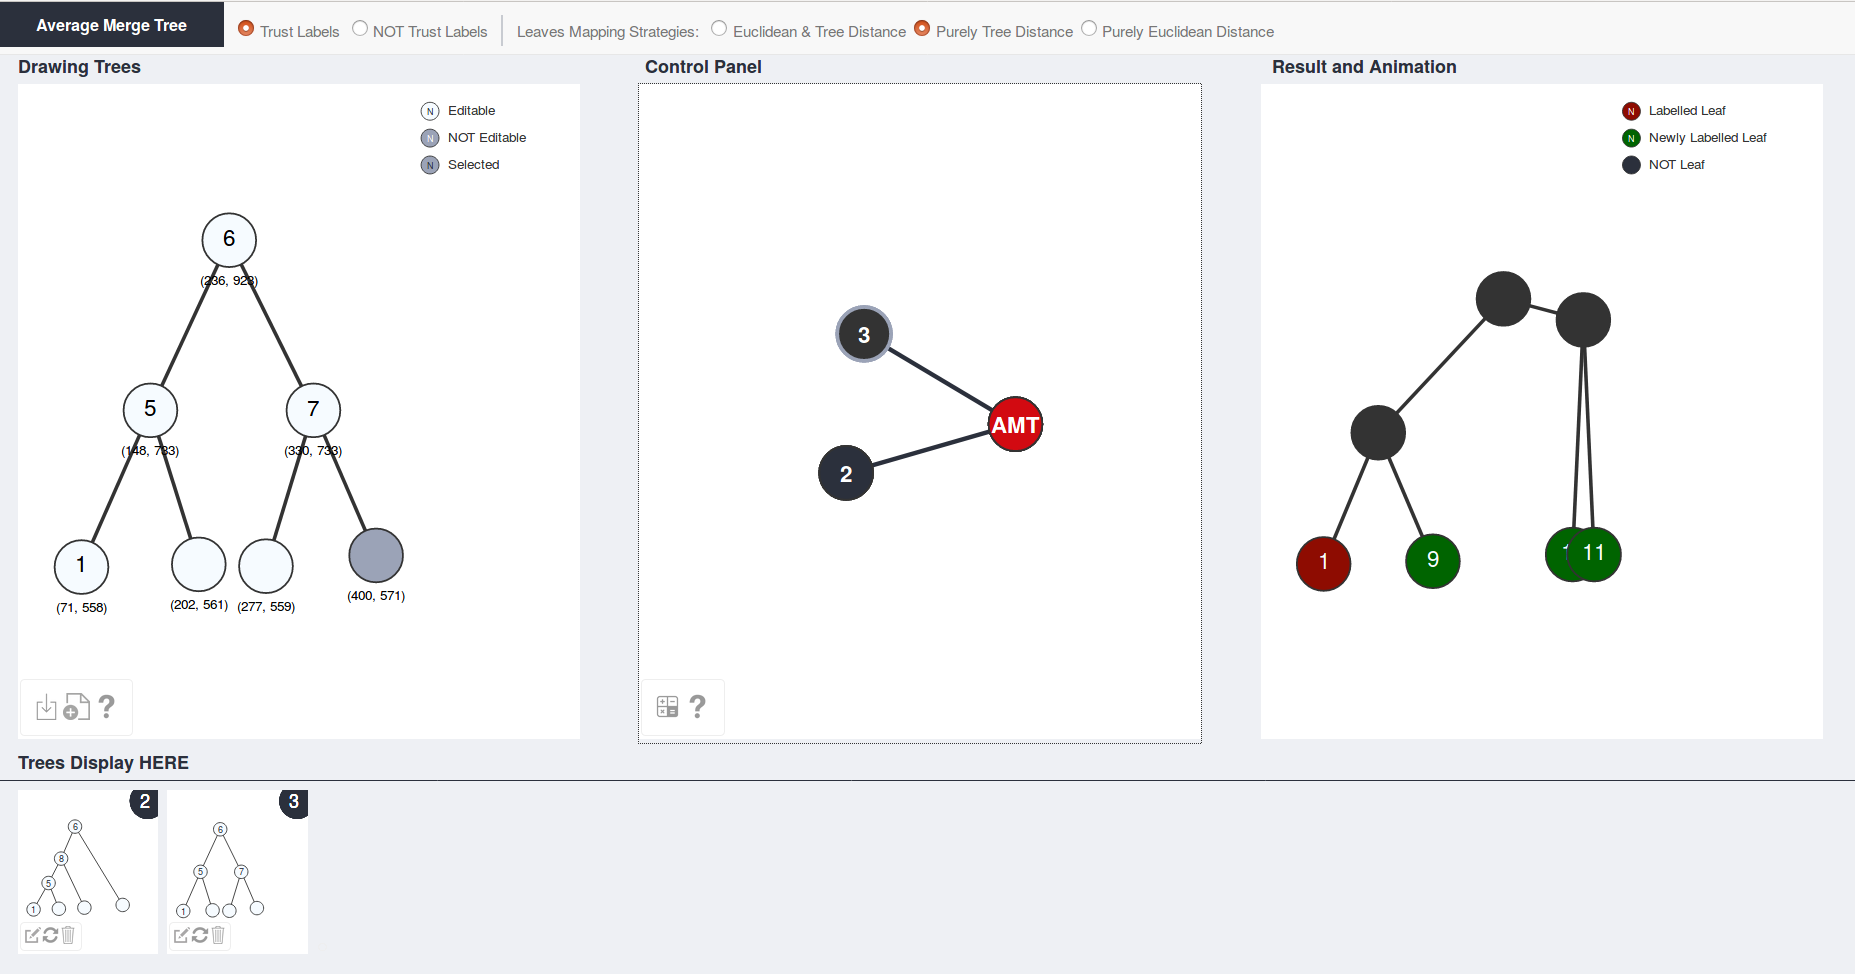 Average Merge Tree
Trust Labels NOT Trust Labels Leaves Mapping Strategies: Euclidean & Tree Distance Purely Tree Distance Purely Euclidean Distance
Drawing Trees
N Editable
N NOT Editable
N Selected
6
(236, 923)
5 7
(148, 733) (330, 733)
1
(71, 558) (202, 561) (277, 559) (400, 571)
?
Control Panel
3
AMT
2
?
Result and Animation
N Labelled Leaf
N Newly Labelled Leaf
NOT Leaf
1 9 11
Trees Display HERE
2
6
8
5
1
3
6
5 7
1